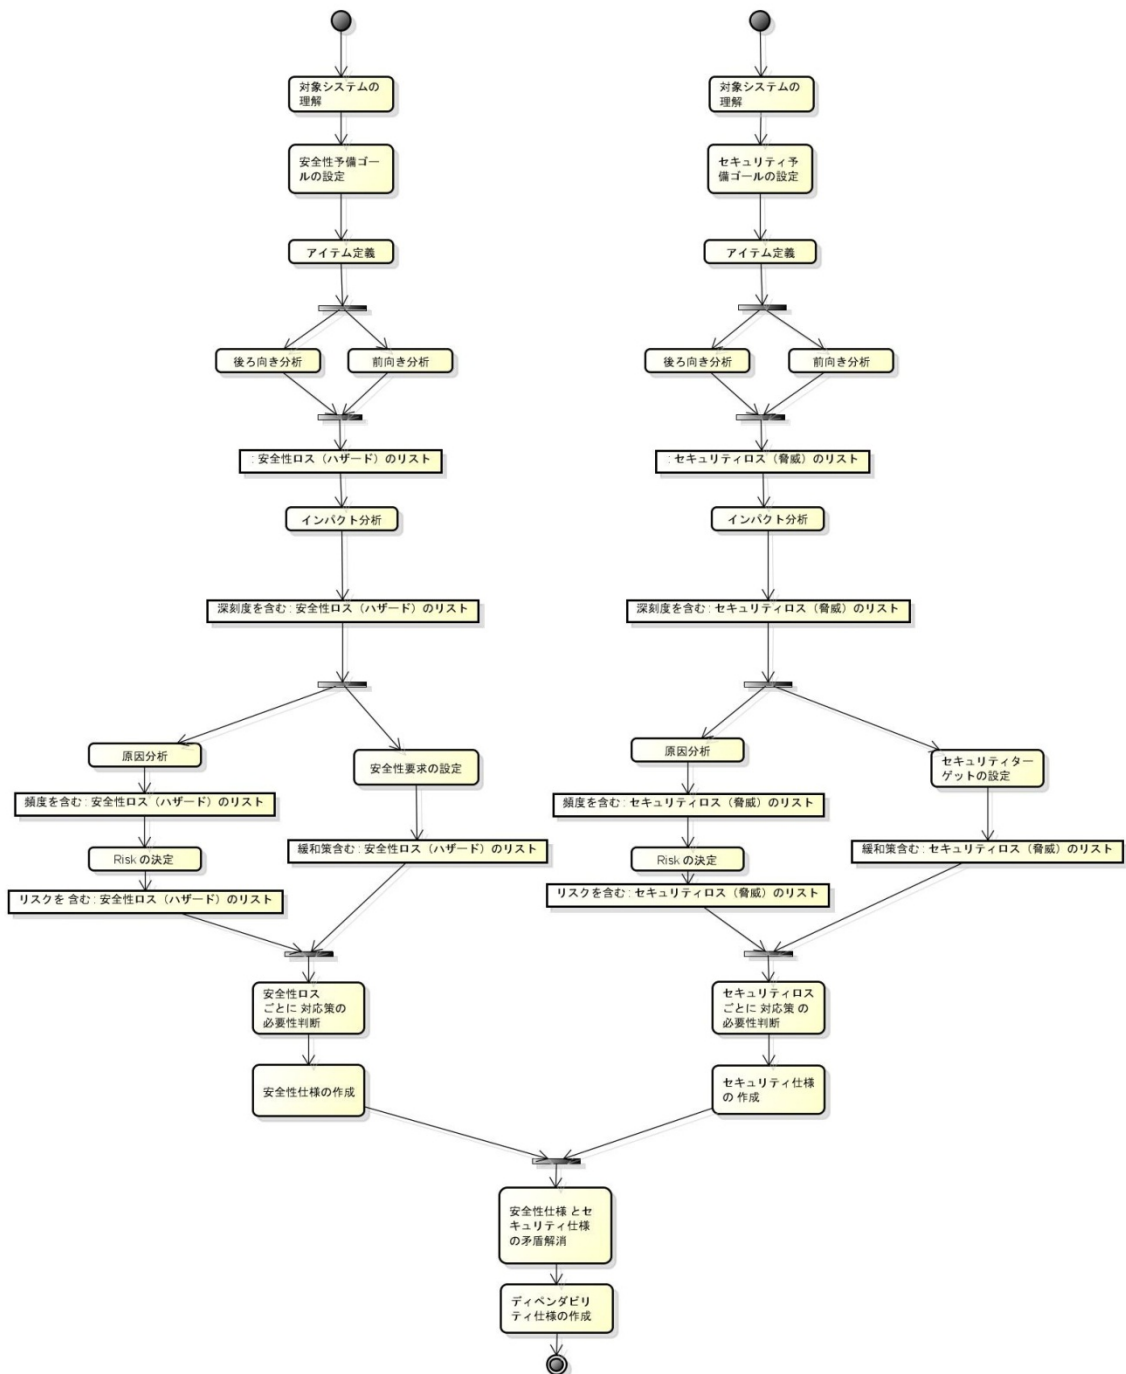 対象システムの
理解
安全性予備ゴー
ルの設定
アイテム定義
後ろ向き分析
前向き分析
: 安全性ロス（ハザード）のリスト
インパクト分析
深刻度を含む : 安全性ロス（ハザード）のリスト
原因分析
頻度を含む : 安全性ロス（ハザード）のリスト
Risk の決定
リスクを 含む : 安全性ロス（ハザード）のリスト
安全性要求の設定
緩和策含む : 安全性ロス（ハザード）のリスト
安全性ロス
ごとに 対応策の
必要性判断
安全性仕様の作成
対象システムの
理解
セキュリティ予
備ゴールの設定
アイテム定義
後ろ向き分析
前向き分析
: セキュリティロス（脅威）のリスト
インパクト分析
深刻度を含む : セキュリティロス（脅威）のリスト
原因分析
頻度を含む : セキュリティロス（脅威）のリスト
Risk の決定
リスクを含む : セキュリティロス（脅威）のリスト
セキュリティター
ゲットの設定
緩和策含む : セキュリティロス（脅威）のリスト
セキュリティロス
ごとに 対応策 の
必要性判断
セキュリティ仕様
の 作成
安全性仕様 とセ
キュリティ仕様
の矛盾解消
ディペンダビリ
ティ仕様の作成